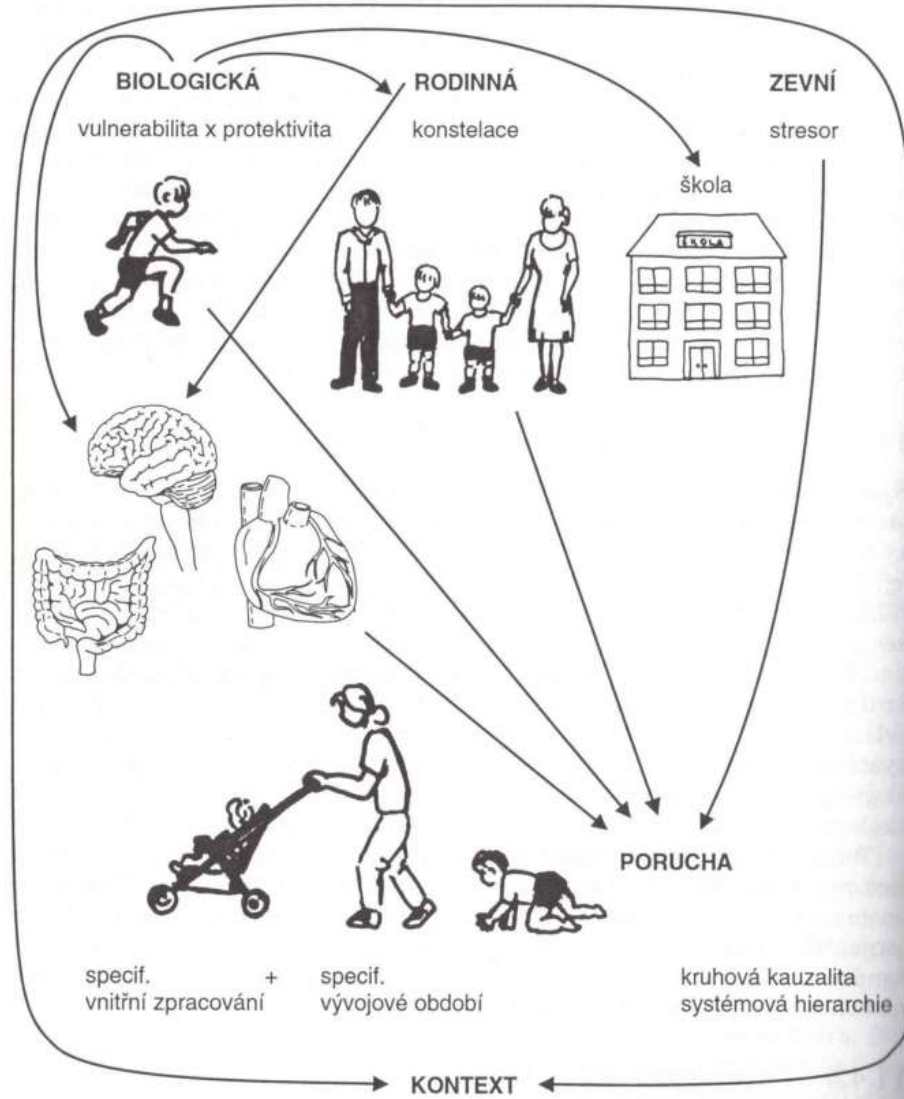 BIOLOGICKÁ
vulnerabilita x protektivita
RODINNÁ
konstelace
ZEVNÍ
stresor
škola
ŠKOLA
PORUCHA
specif. +
vnitřní zpracování
specif.
vývojové období
kruhová kauzalita
systémová hierarchie
KONTEXT